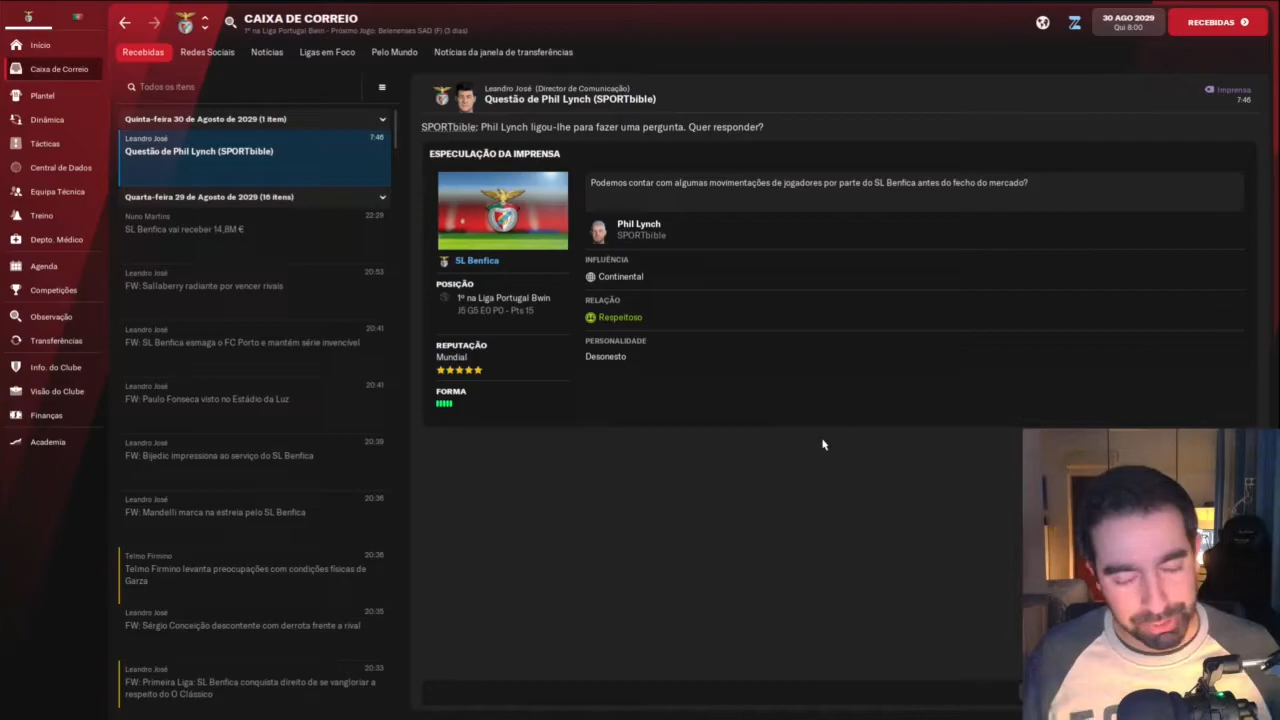 CAIXA DE CORREIO
1º na Liga Portugal Bwin - Próximo Jogo: Belenenses SAD (F) (3 dias)
30 AGO 2029
Qui 8:00
RECEBIDAS
Início
Caixa de Correio
Plantel
Dinâmica
Tácticas
Central de Dados
Equipa Técnica
Treino
Depto. Médico
Agenda
Competições
Observação
Transferências
Info. do Clube
Visão do Clube
Finanças
Academia
Recebidas
Redes Sociais
Notícias
Ligas em Foco
Pelo Mundo
Notícias da janela de transferências
Todos os itens
Quinta-feira 30 de Agosto de 2029 (1 item)
Leandro José 7:46
Questão de Phil Lynch (SPORTbible)
Quarta-feira 29 de Agosto de 2029 (16 itens)
Nuno Martins 22:29
SL Benfica vai receber 14,8M €
Leandro José 20:53
FW: Sallaberry radiante por vencer rivais
Leandro José 20:41
FW: SL Benfica esmaga o FC Porto e mantém série invencível
Leandro José 20:41
FW: Paulo Fonseca visto no Estádio da Luz
Leandro José 20:39
FW: Bijedic impressiona ao serviço do SL Benfica
Leandro José 20:36
FW: Mandelli marca na estreia pelo SL Benfica
Telmo Firmino 20:36
Telmo Firmino levanta preocupações com condições físicas de
Garza
Leandro José 20:35
FW: Sérgio Conceição descontente com derrota frente a rival
Leandro José 20:33
FW: Primeira Liga: SL Benfica conquista direito de se vangloriar a
respeito do O Clássico
Leandro José (Director de Comunicação)
Questão de Phil Lynch (SPORTbible)
Imprensa
7:46
SPORTbible: Phil Lynch ligou-lhe para fazer uma pergunta. Quer responder?
ESPECULAÇÃO DA IMPRENSA
SL Benfica
POSIÇÃO
1º na Liga Portugal Bwin
J5 G5 E0 P0 - Pts 15
REPUTAÇÃO
Mundial
FORMA
Podemos contar com algumas movimentações de jogadores por parte do SL Benfica antes do fecho do mercado?
Phil Lynch
SPORTbible
INFLUÊNCIA
Continental
RELAÇÃO
Respeitoso
PERSONALIDADE
Desonesto